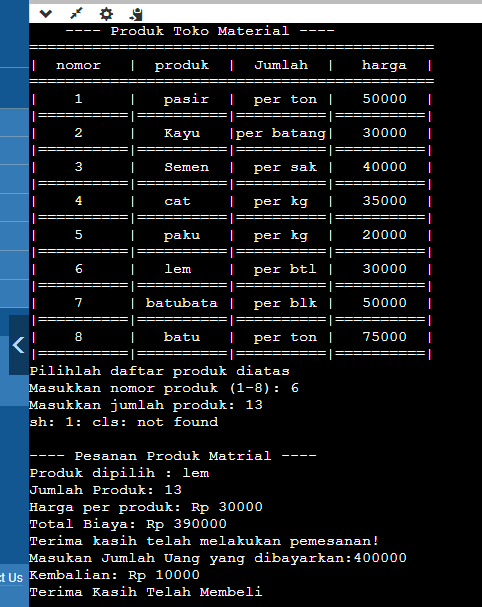 ---- Produk Toko Material ----
=============================================
|  nomor   |  produk  |  Jumlah  |   harga  |
=============================================
|    1     |   pasir  |  per ton |   50000  |
|==========|==========|==========|==========|
|    2     |   Kayu   |per batang|   30000  |
|==========|==========|==========|==========|
|    3     |   Semen  |  per sak |   40000  |
|==========|==========|==========|==========|
|    4     |   cat    |  per kg  |   35000  |
|==========|==========|==========|==========|
|    5     |   paku   |  per kg  |   20000  |
|==========|==========|==========|==========|
|    6     |   lem    |  per btl |   30000  |
|==========|==========|==========|==========|
|    7     | batubata |  per blk |   50000  |
|==========|==========|==========|==========|
|    8     |   batu   |  per ton |   75000  |
|==========|==========|==========|==========|
Pilihlah daftar produk diatas
Masukkan nomor produk (1-8): 6
Masukkan jumlah produk: 13
sh: 1: cls: not found
---- Pesanan Produk Matrial ----
Produk dipilih : lem
Jumlah Produk: 13
Harga per produk: Rp 30000
Total Biaya: Rp 390000
Terima kasih telah melakukan pemesanan!
Masukan Jumlah Uang yang dibayarkan:400000
Kembalian: Rp 10000
Terima Kasih Telah Membeli
t Us